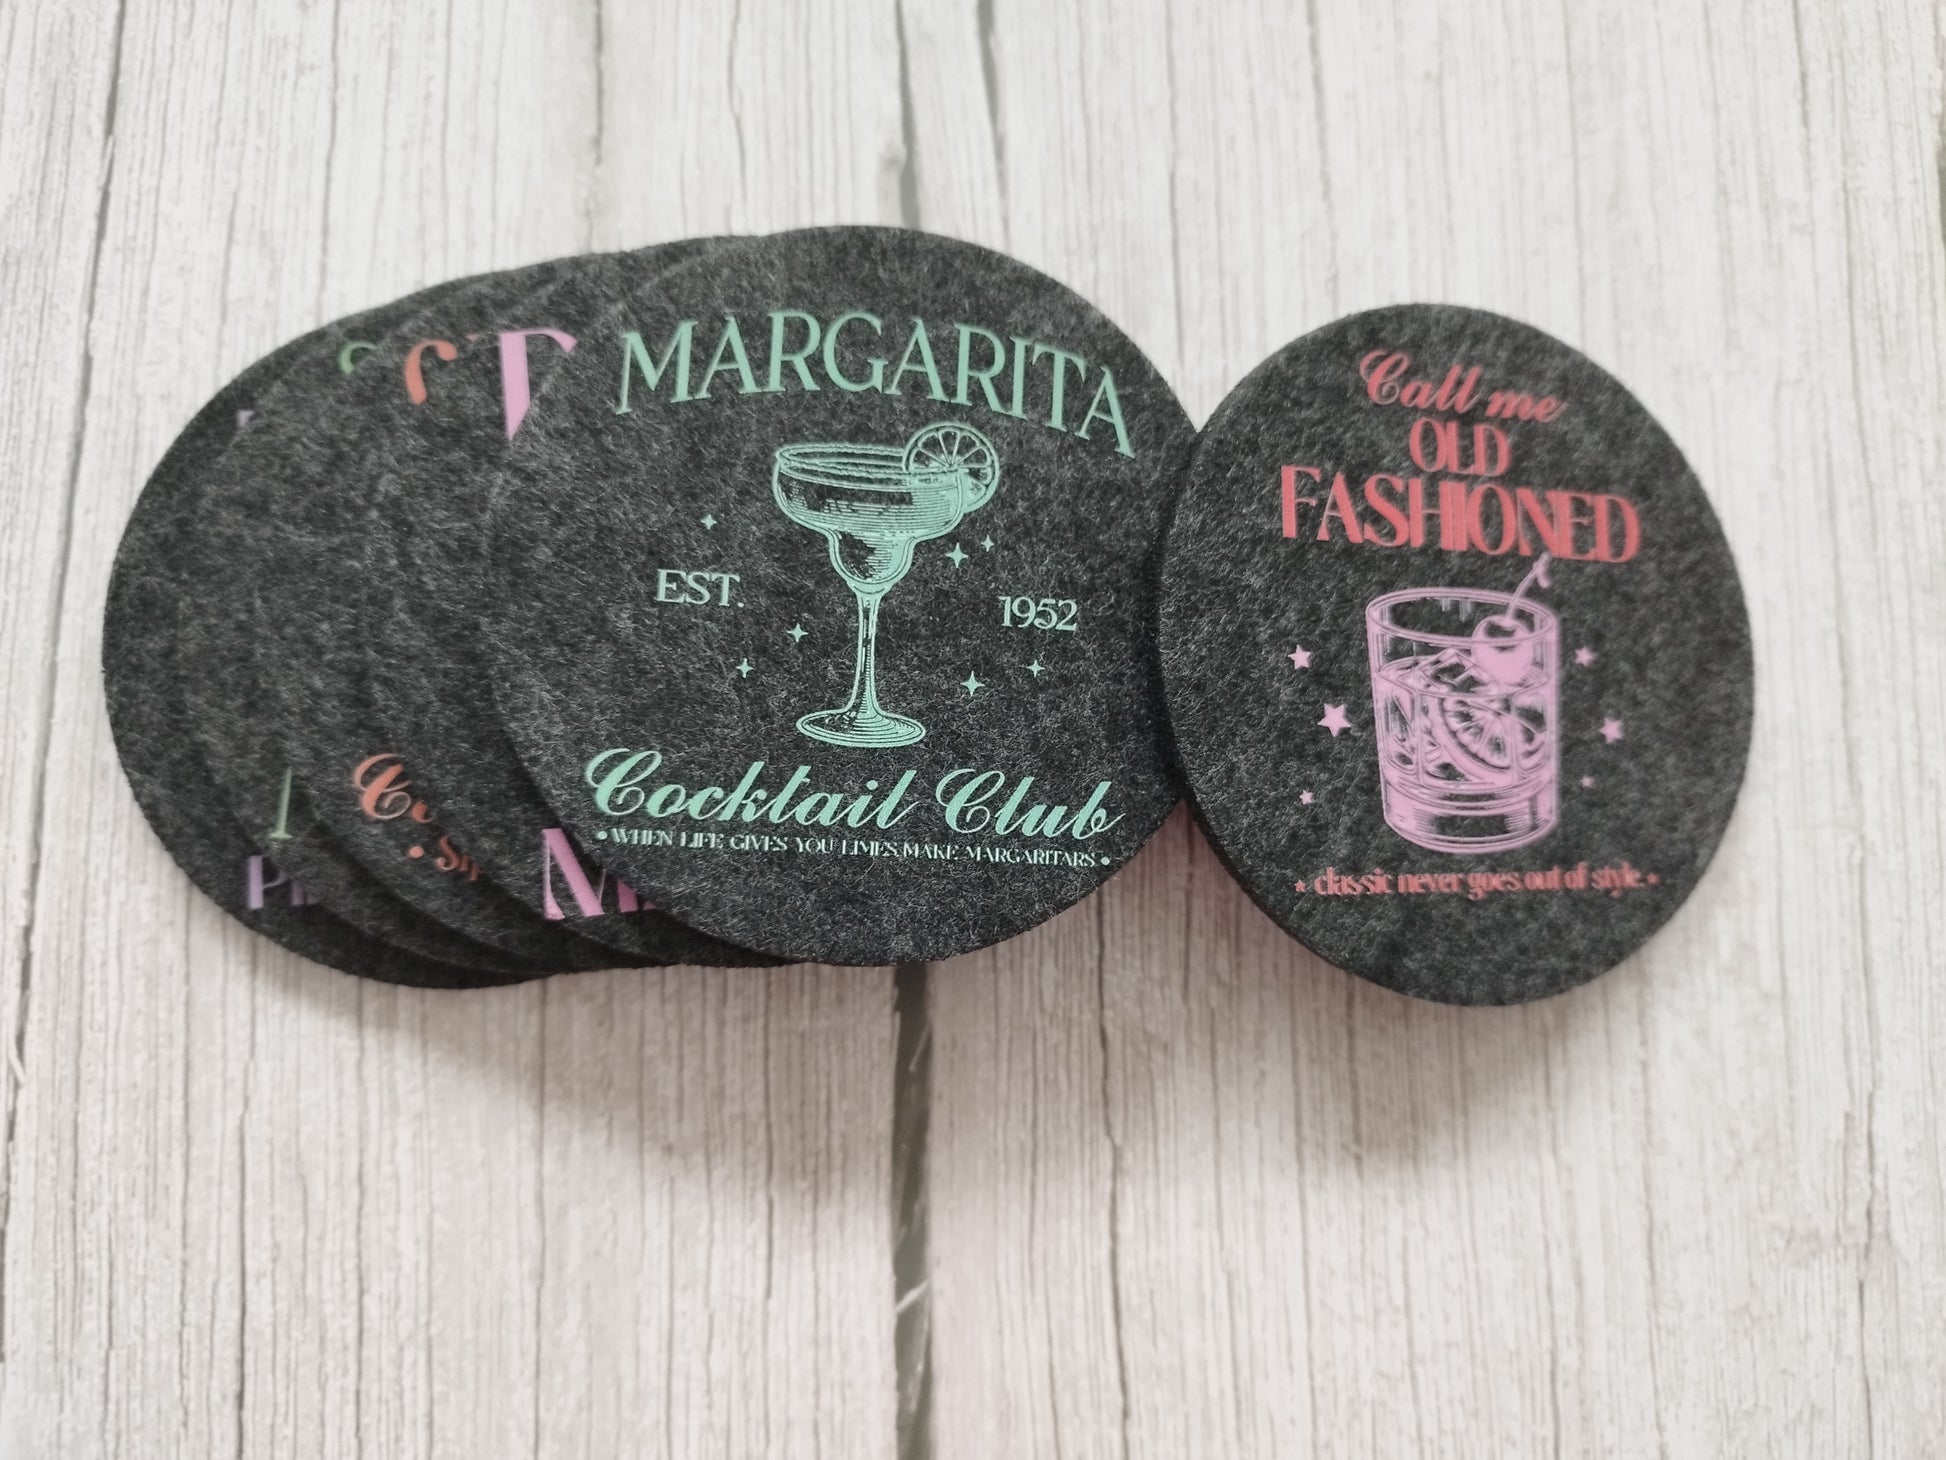 MARGARITA
EST. 1952
Cocktail Club
• WHEN LIFE GIVES YOU LIMES, MAKE MARGARITARS •
Call me
OLD
FASHIONED
classic never goes out of style.